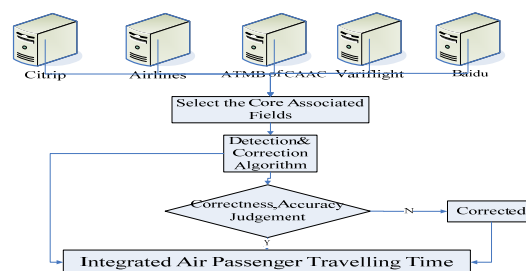 Citrip Airlines ATMB of CAAC Variflight Baidu
Select the Core Associated
Fields
Detection&
Correction
Algorithm
Correctness,Accuracy
Judgement
N
Corrected
Y
Integrated Air Passenger Travelling Time